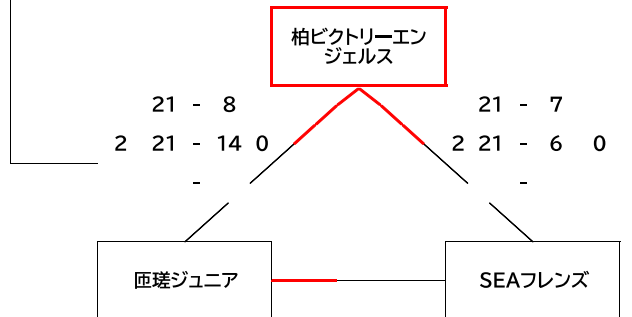 柏ビクトリーエン
ジェルス
21 - 8 21 - 7
2 21 - 14 0 2 21 - 6 0
- -
匝瑳ジュニア SEAフレンズ